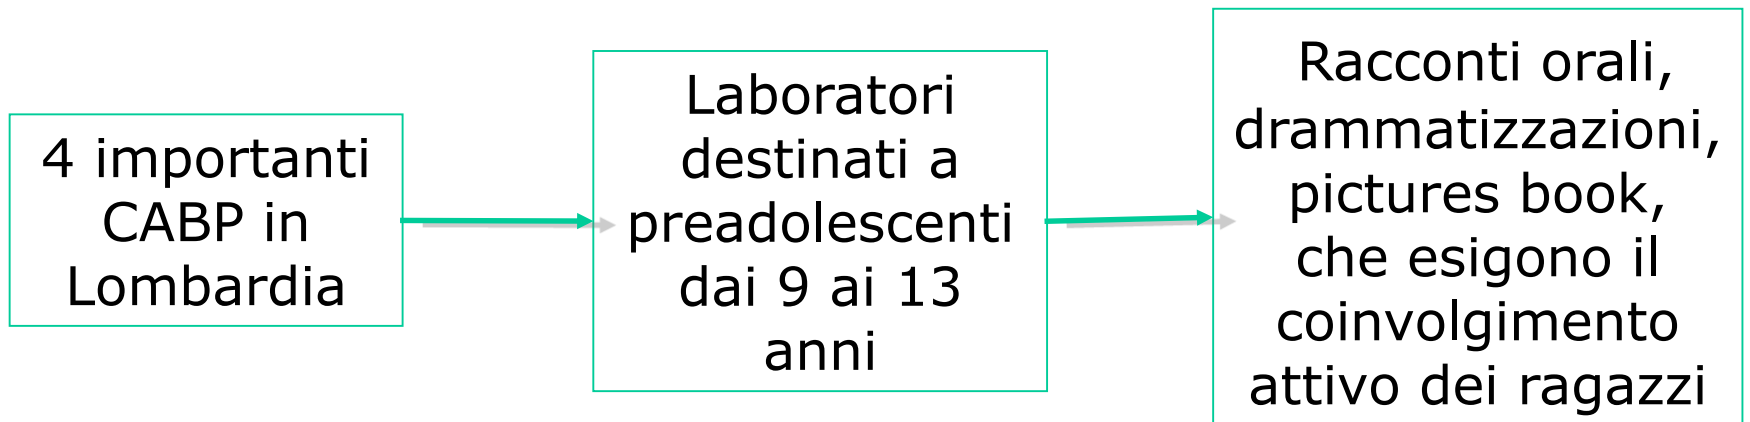 4 importanti
CABP in
Lombardia
Laboratori
destinati a
preadolescenti
dai 9 ai 13
anni
Racconti orali,
drammatizzazioni,
pictures book,
che esigono il
coinvolgimento
attivo dei ragazzi